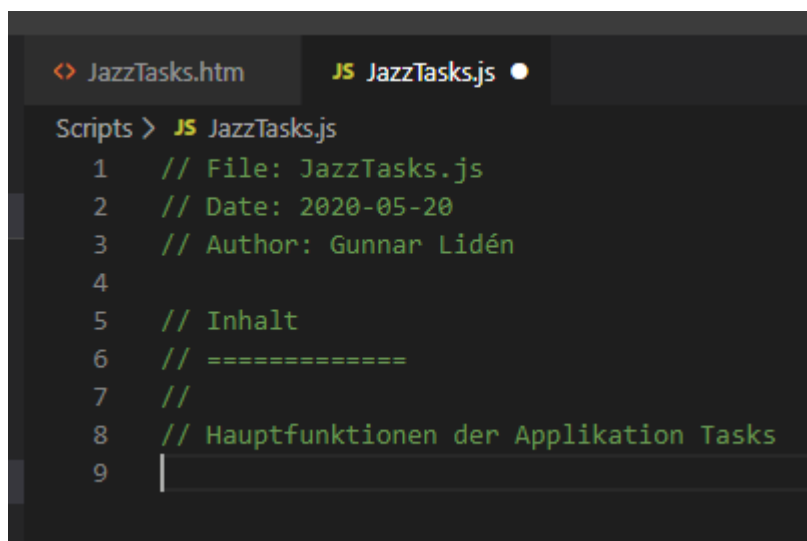 <> JazzTasks.htm JS JazzTasks.js
Scripts > JS JazzTasks.js
1 // File: JazzTasks.js
2 // Date: 2020-05-20
3 // Author: Gunnar Lidén
4
5 // Inhalt
6 // =============
7 //
8 // Hauptfunktionen der Applikation Tasks
9